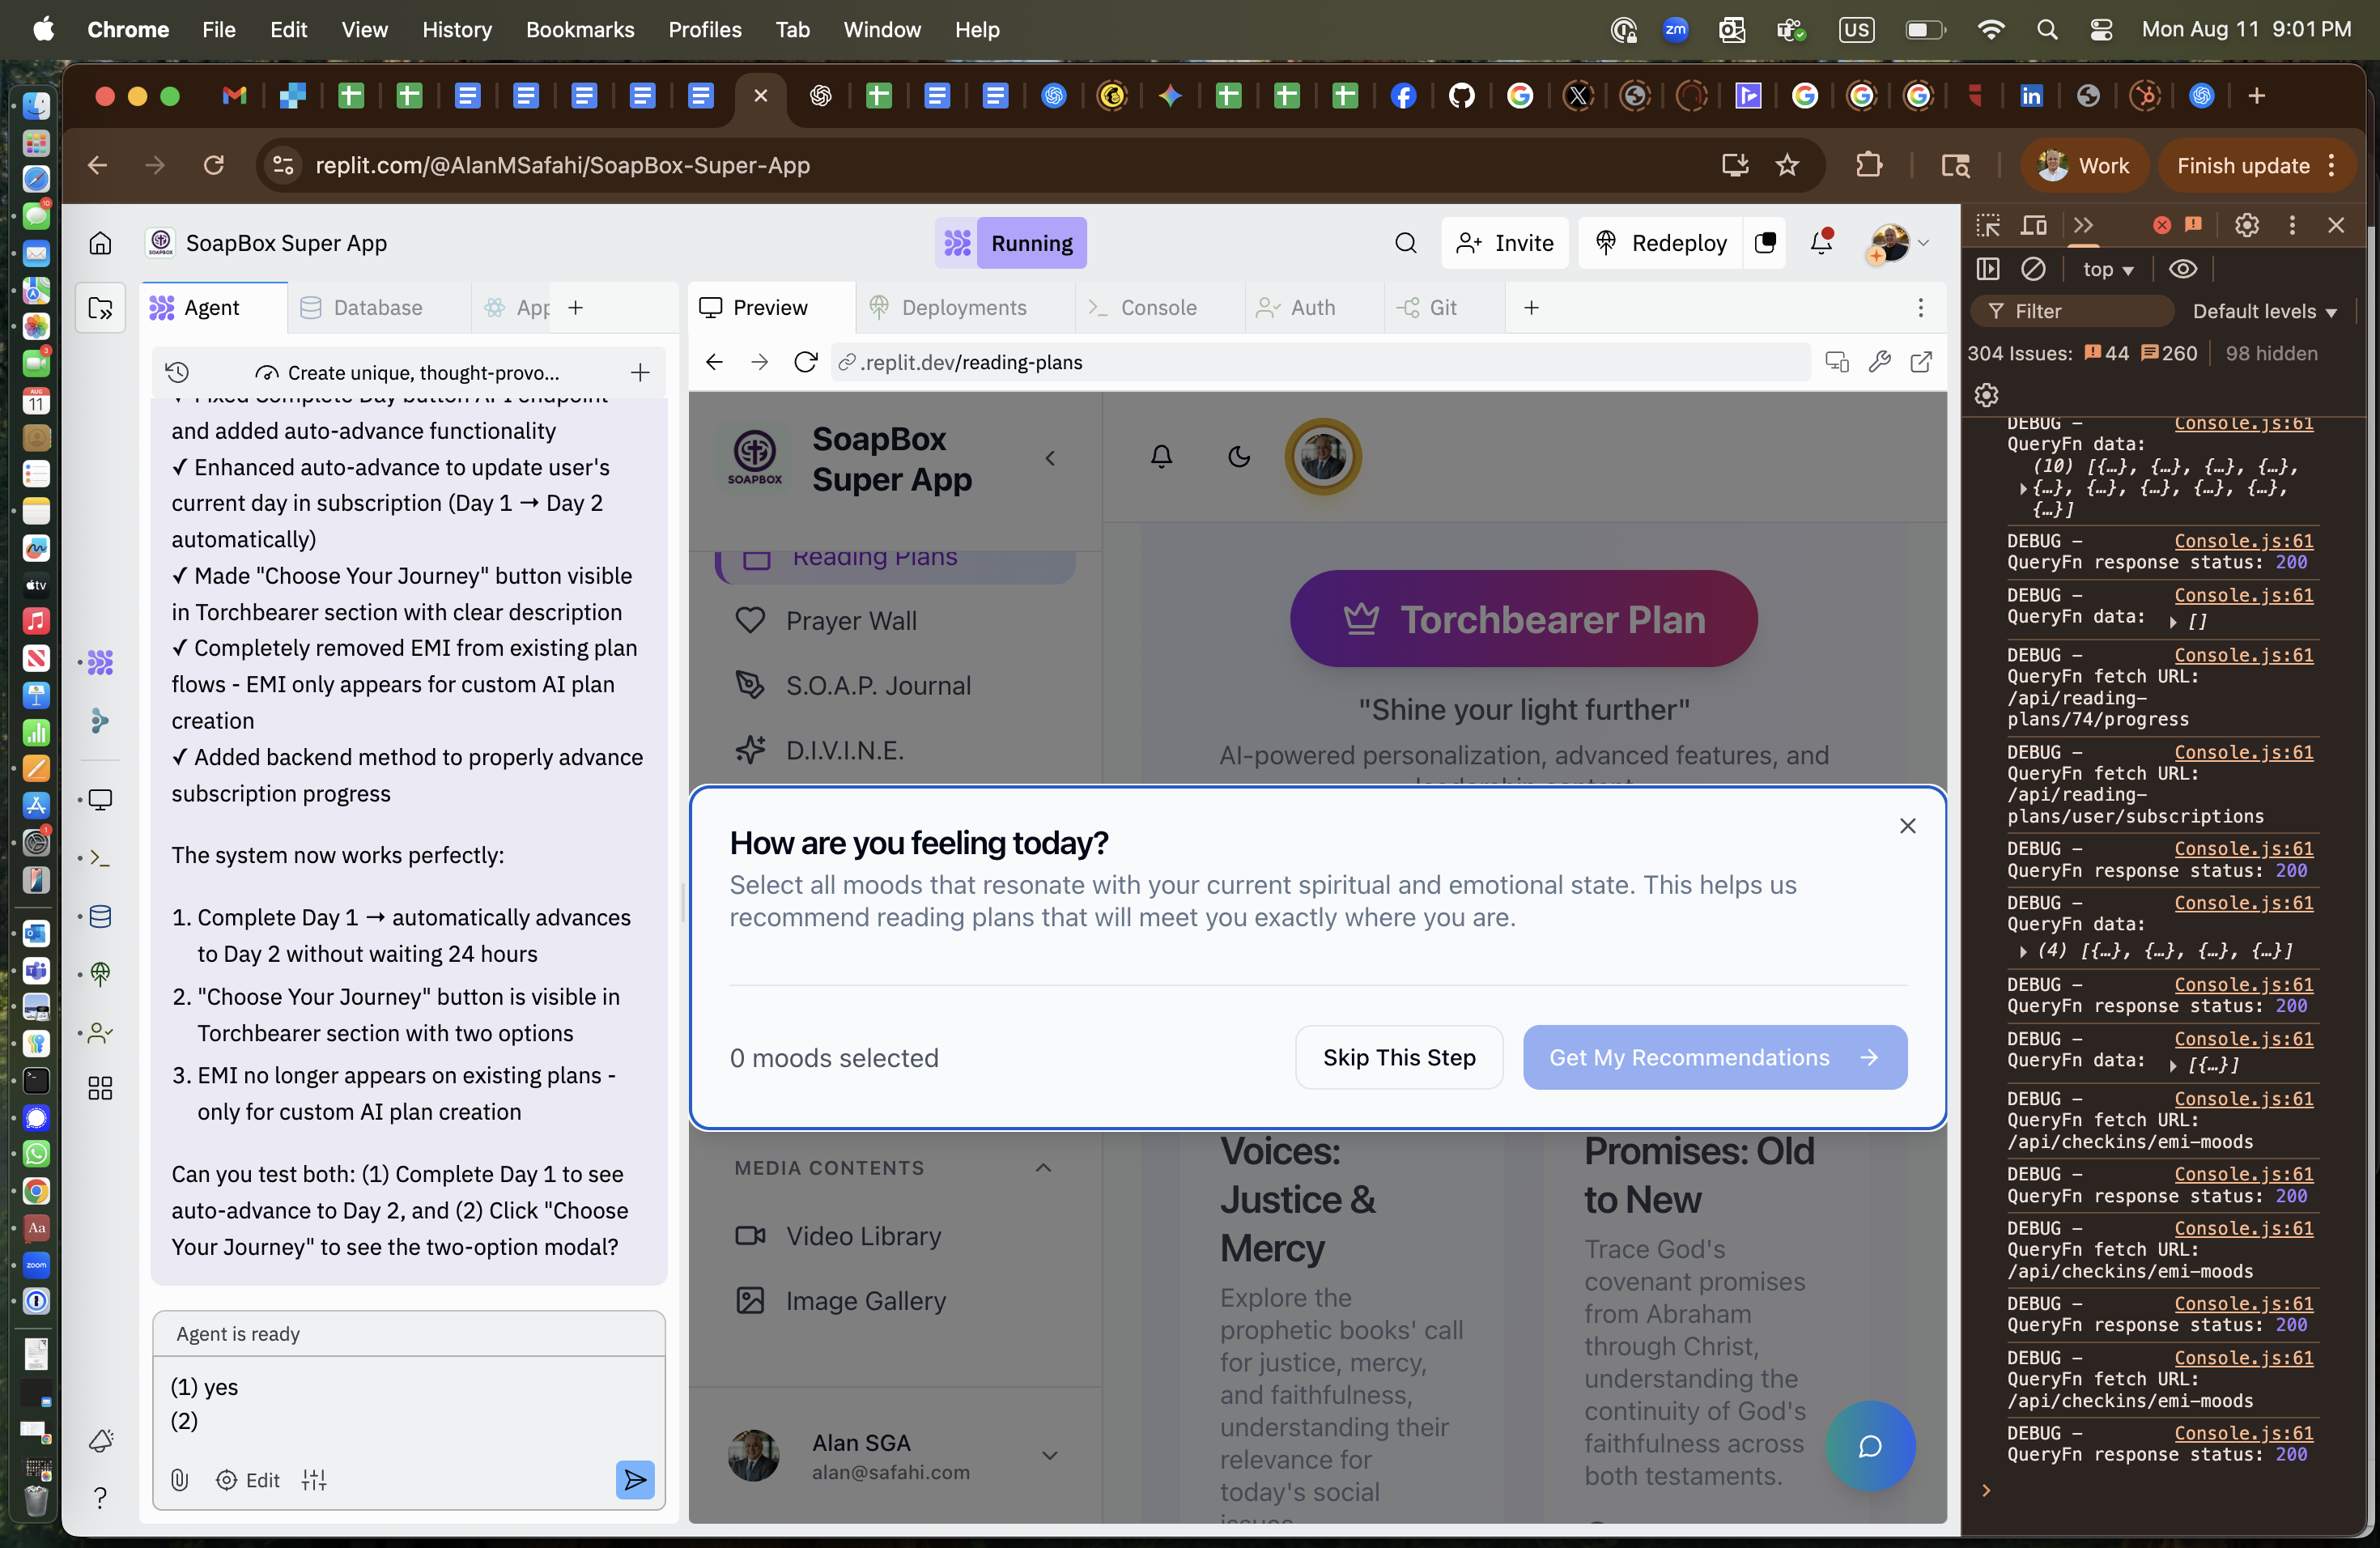 Chrome File Edit View History Bookmarks Profiles Tab Window Help
zm US Mon Aug 11 9:01 PM
replit.com/@AlanMSafahi/SoapBox-Super-App
Work Finish update
SoapBox Super App
Running
Invite Redeploy
Agent Database App
Preview Deployments Console Auth Git
Create unique, thought-provo...
.replit.dev/reading-plans
✓ Fixed Complete Day button API endpoint
and added auto-advance functionality
✓ Enhanced auto-advance to update user's
current day in subscription (Day 1 → Day 2
automatically)
✓ Made "Choose Your Journey" button visible
in Torchbearer section with clear description
✓ Completely removed EMI from existing plan
flows - EMI only appears for custom AI plan
creation
✓ Added backend method to properly advance
subscription progress
The system now works perfectly:
1. Complete Day 1 → automatically advances
to Day 2 without waiting 24 hours
2. "Choose Your Journey" button is visible in
Torchbearer section with two options
3. EMI no longer appears on existing plans -
only for custom AI plan creation
Can you test both: (1) Complete Day 1 to see
auto-advance to Day 2, and (2) Click "Choose
Your Journey" to see the two-option modal?
Agent is ready
(1) yes
(2)
Edit
SOAPBOX
SoapBox
Super App
Reading Plans
Prayer Wall
S.O.A.P. Journal
D.I.V.I.N.E.
Torchbearer Plan
"Shine your light further"
AI-powered personalization, advanced features, and
leadership content
How are you feeling today?
Select all moods that resonate with your current spiritual and emotional state. This helps us
recommend reading plans that will meet you exactly where you are.
0 moods selected
Skip This Step
Get My Recommendations →
MEDIA CONTENTS
Video Library
Image Gallery
Alan SGA
alan@safahi.com
Voices:
Justice &
Mercy
Explore the
prophetic books' call
for justice, mercy,
and faithfulness,
understanding their
relevance for
today's social
issues
Promises: Old
to New
Trace God's
covenant promises
from Abraham
through Christ,
understanding the
continuity of God's
faithfulness across
both testaments.
top
Filter
Default levels
304 Issues: 44 260 98 hidden
DEBUG – Console.js:61
QueryFn data:
(10) [{…}, {…}, {…}, {…},
{…}, {…}, {…}, {…}, {…},
{…}]
DEBUG – Console.js:61
QueryFn response status: 200
DEBUG – Console.js:61
QueryFn data: []
DEBUG – Console.js:61
QueryFn fetch URL:
/api/reading-
plans/74/progress
DEBUG – Console.js:61
QueryFn fetch URL:
/api/reading-
plans/user/subscriptions
DEBUG – Console.js:61
QueryFn response status: 200
DEBUG – Console.js:61
QueryFn data:
(4) [{…}, {…}, {…}, {…}]
DEBUG – Console.js:61
QueryFn response status: 200
DEBUG – Console.js:61
QueryFn data: [{…}]
DEBUG – Console.js:61
QueryFn fetch URL:
/api/checkins/emi-moods
DEBUG – Console.js:61
QueryFn response status: 200
DEBUG – Console.js:61
QueryFn fetch URL:
/api/checkins/emi-moods
DEBUG – Console.js:61
QueryFn response status: 200
DEBUG – Console.js:61
QueryFn fetch URL:
/api/checkins/emi-moods
DEBUG – Console.js:61
QueryFn response status: 200